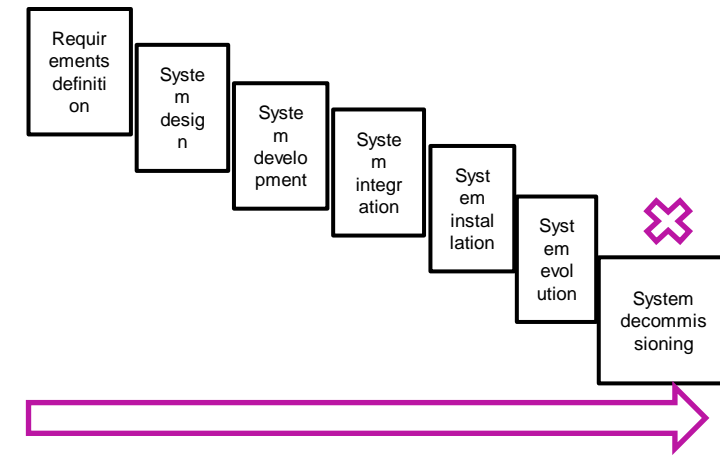 Requir
ements
definiti
on
Syste
m
desig
n
Syste
m
develo
pment
Syste
m
integr
ation
Syst
em
instal
lation
Syst
em
evol
ution
System
decommis
sioning